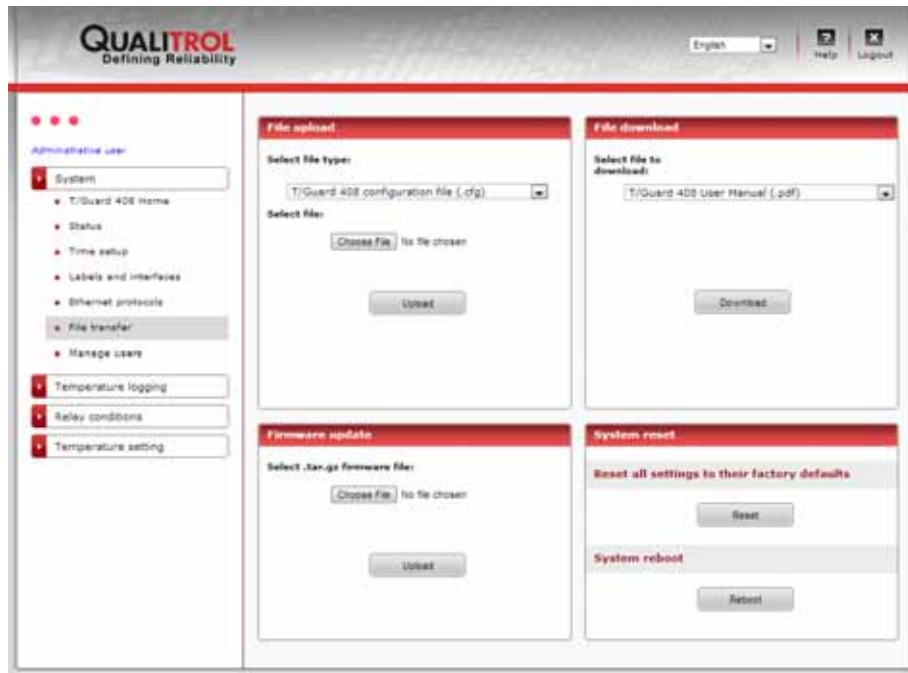 QUALITROL
Defining Reliability
English
Help
Logout
Administrative user
System
T/Guard 408 Home
Status
Time setup
Labels and interfaces
Ethernet protocols
File transfer
Manage users
Temperature logging
Relay conditions
Temperature setting
File upload
Select file type:
T/Guard 408 configuration file (.cfg)
Select file:
Choose File No file chosen
Upload
File download
Select file to
download:
T/Guard 408 User Manual (.pdf)
Download
Firmware update
Select .tar.gz firmware file:
Choose File No file chosen
Upload
System reset
Reset all settings to their factory defaults
Reset
System reboot
Reboot